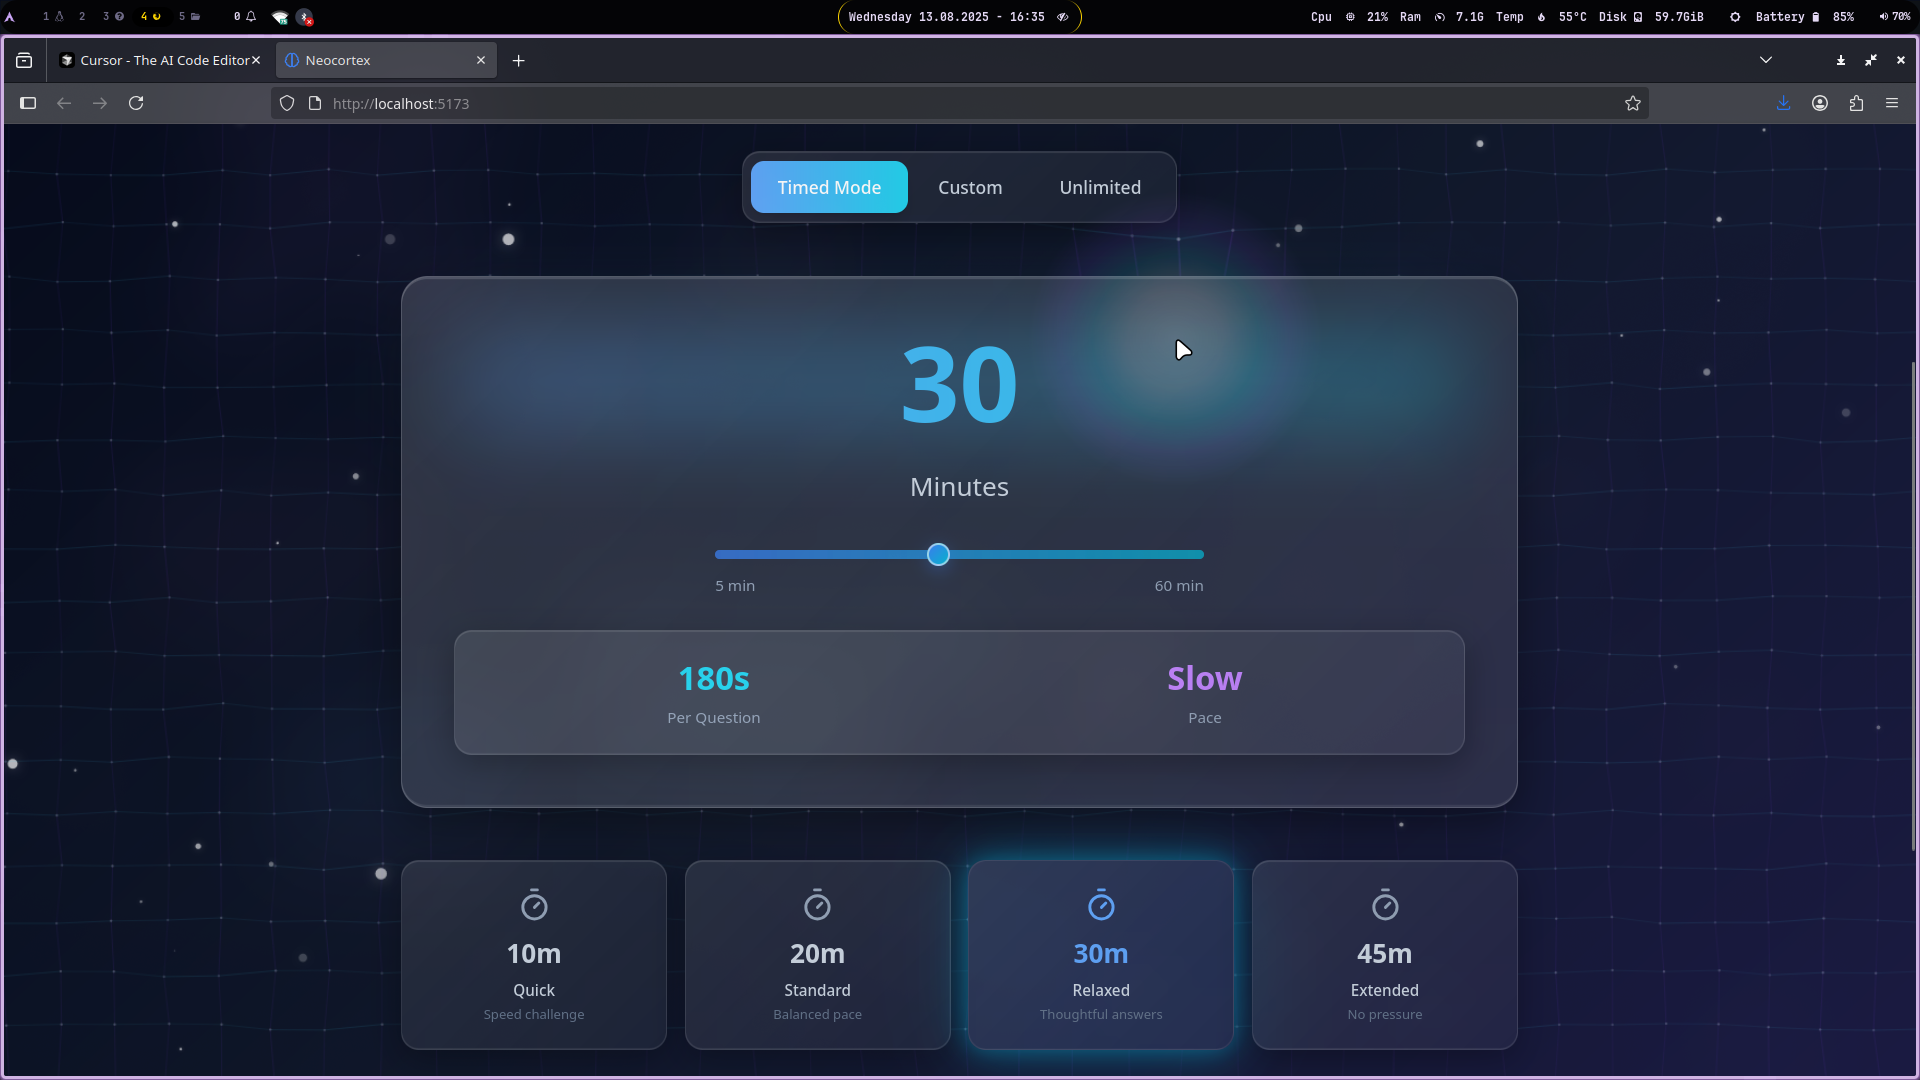 1 2 3 4 5 0 Wednesday 13.08.2025 - 16:35 Cpu 21% Ram 7.1G Temp 55°C Disk 59.7GiB Battery 85% 70%
Cursor - The AI Code Editor Neocortex
http://localhost:5173
Timed Mode Custom Unlimited
30
Minutes
5 min 60 min
180s Slow
Per Question Pace
10m 20m 30m 45m
Quick Standard Relaxed Extended
Speed challenge Balanced pace Thoughtful answers No pressure